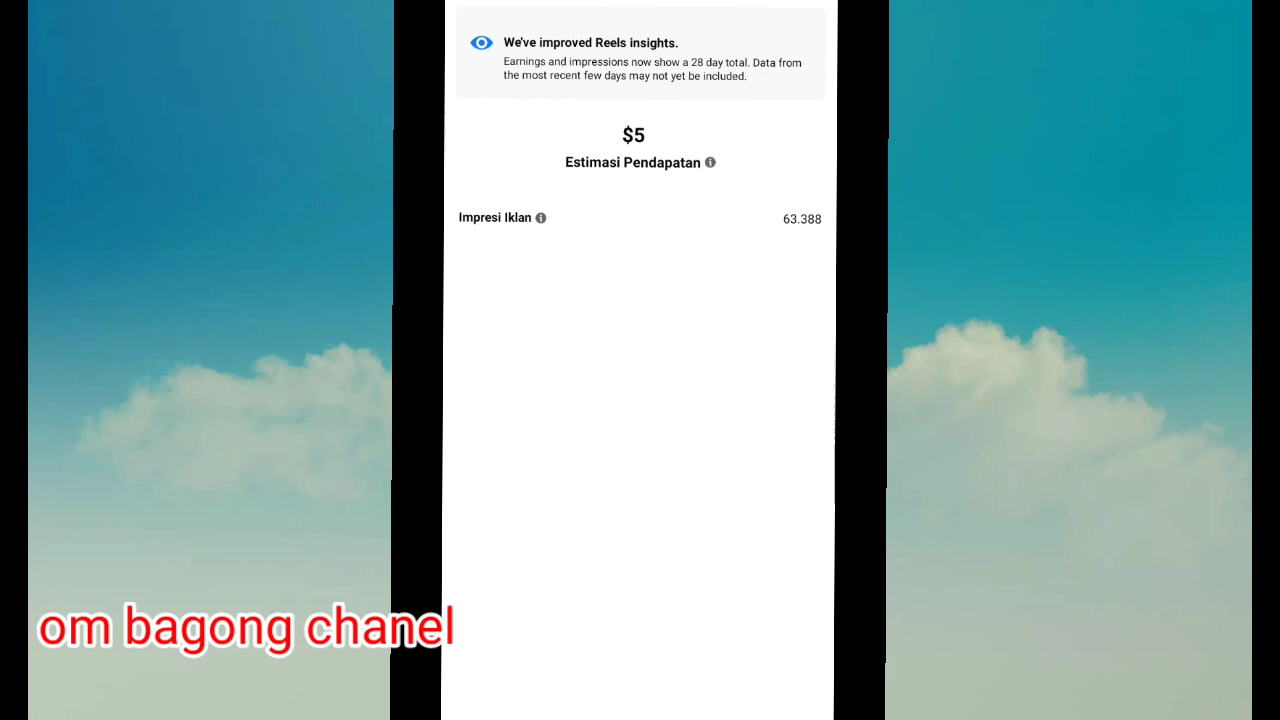 We've improved Reels insights.
Earnings and impressions now show a 28 day total. Data from
the most recent few days may not yet be included.
$5
Estimasi Pendapatan
Impresi Iklan
63.388
om bagong chanel